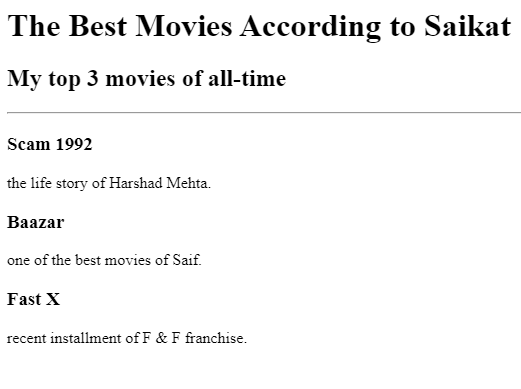 The Best Movies According to Saikat
My top 3 movies of all-time
Scam 1992
the life story of Harshad Mehta.
Baazar
one of the best movies of Saif.
Fast X
recent installment of F & F franchise.